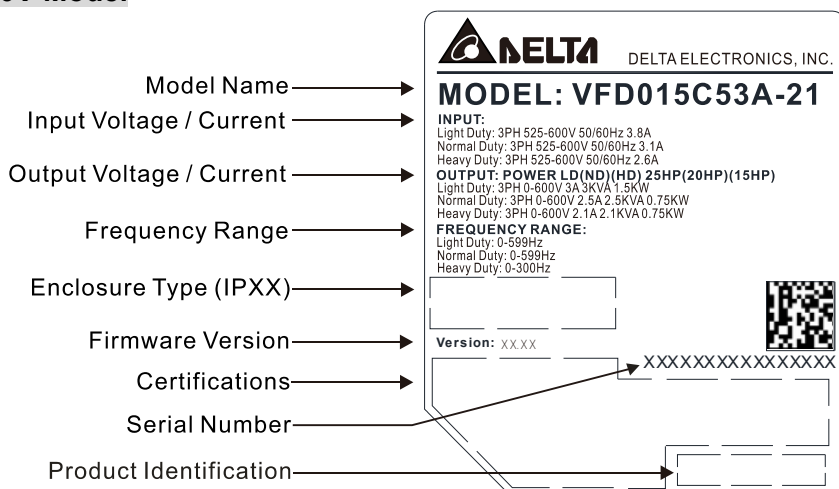 Model Name
Input Voltage / Current
Output Voltage / Current
Frequency Range
Enclosure Type (IPXX)
Firmware Version
Certifications
Serial Number
Product Identification
DELTA
DELTA ELECTRONICS, INC.
MODEL: VFD015C53A-21
INPUT:
Light Duty: 3PH 525-600V 50/60Hz 3.8A
Normal Duty: 3PH 525-600V 50/60Hz 3.1A
Heavy Duty: 3PH 525-600V 50/60Hz 2.6A
OUTPUT: POWER LD(ND)(HD) 25HP(20HP)(15HP)
Light Duty: 3PH 0-600V 3A 3KVA 1.5KW
Normal Duty: 3PH 0-600V 2.5A 2.5KVA 0.75KW
Heavy Duty: 3PH 0-600V 2.1A 2.1KVA 0.75KW
FREQUENCY RANGE:
Light Duty: 0-599Hz
Normal Duty: 0-599Hz
Heavy Duty: 0-300Hz
Version: XX.XX
XXXXXXXXXXXXXXXX